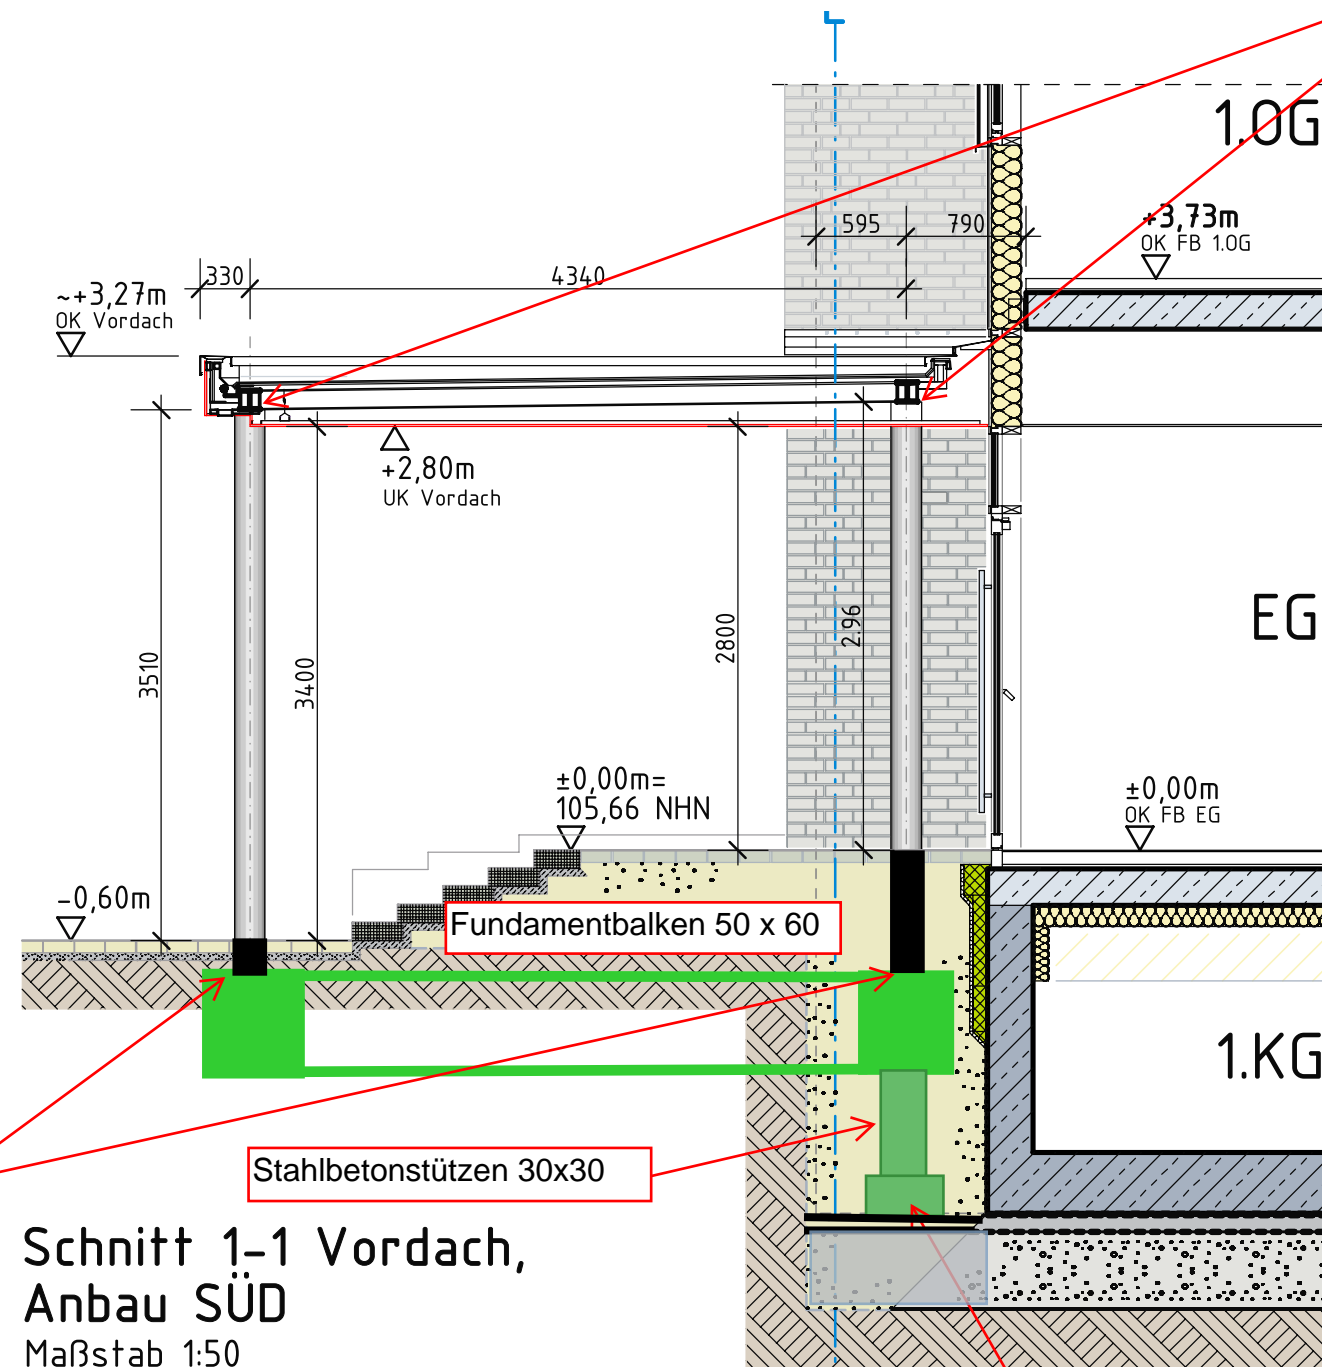 1.OG
595
790
+3,73m
OK FB 1.OG
330
4340
~+3,27m
OK Vordach
+2,80m
UK Vordach
3510
3400
2800
2.96
EG
±0,00m=
105,66 NHN
±0,00m
OK FB EG
-0,60m
Fundamentbalken 50 x 60
1.KG
Stahlbetonstützen 30x30
Schnitt 1-1 Vordach,
Anbau SÜD
Maßstab 1:50